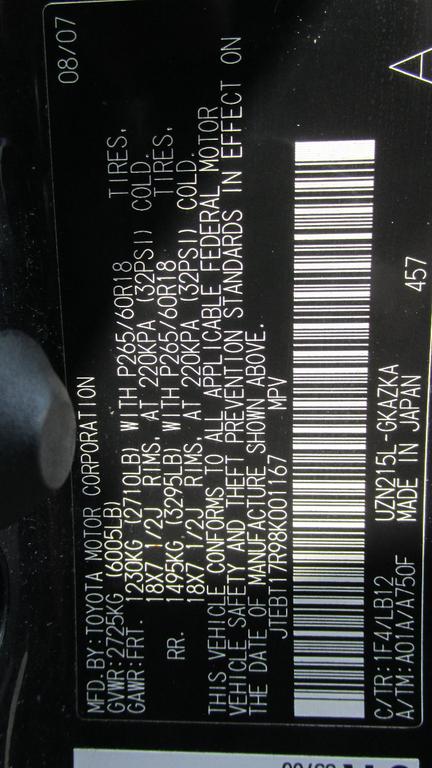 MFD.BY:TOYOTA MOTOR CORPORATION 08/07
GVWR:2725KG (6005LB)
GAWR:FRT. 1230KG (2710LB) WITH P265/60R18 TIRES,
18X7 1/2J RIMS, AT 220KPA (32PSI) COLD.
RR. 1495KG (3295LB) WITH P265/60R18 TIRES,
18X7 1/2J RIMS, AT 220KPA (32PSI) COLD.
THIS VEHICLE CONFORMS TO ALL APPLICABLE FEDERAL MOTOR
VEHICLE SAFETY AND THEFT PREVENTION STANDARDS IN EFFECT ON
THE DATE OF MANUFACTURE SHOWN ABOVE.
JTEBT17R98K001167 MPV
C/TR:1F4/LB12 UZN215L-GKAZKA 457 A
A/TM:A01A/A750F MADE IN JAPAN